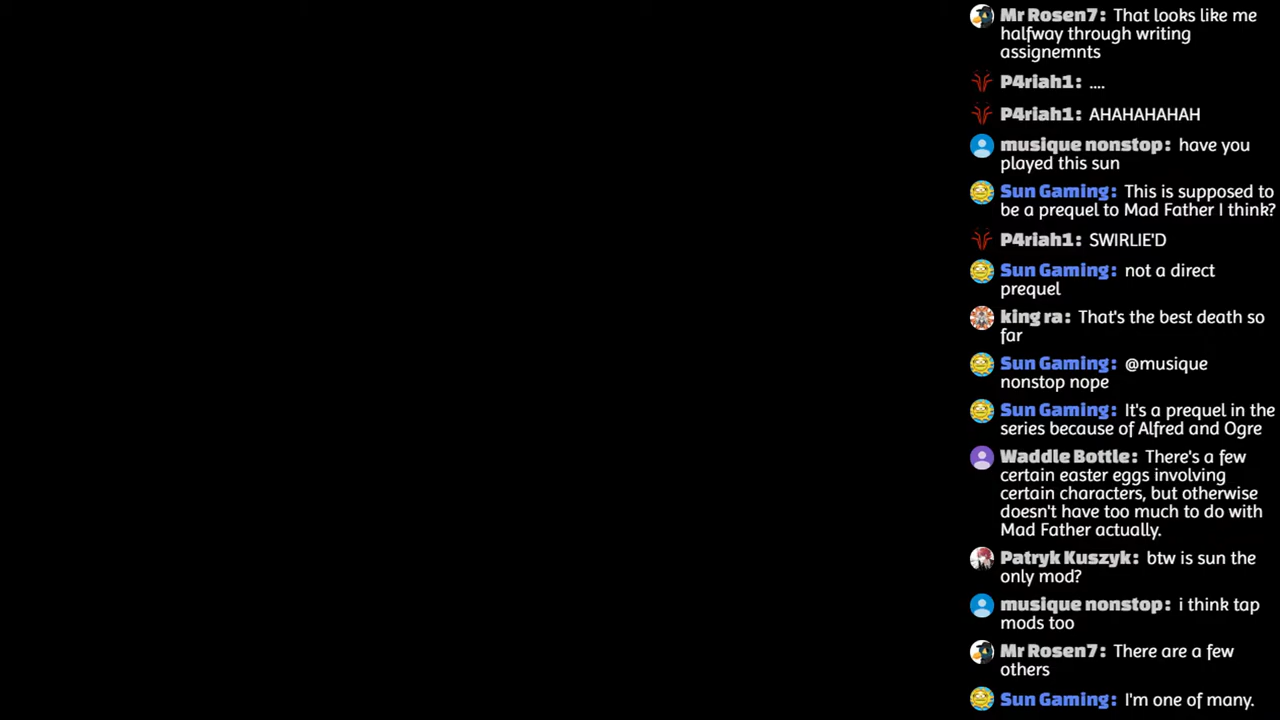 Mr Rosen7: That looks like me
halfway through writing
assignemnts
P4riah1: ....
P4riah1: AHAHAHAHAH
musique nonstop: have you
played this sun
Sun Gaming: This is supposed to
be a prequel to Mad Father I think?
P4riah1: SWIRLIE'D
Sun Gaming: not a direct
prequel
king ra: That's the best death so
far
Sun Gaming: @musique
nonstop nope
Sun Gaming: It's a prequel in the
series because of Alfred and Ogre
Waddle Bottle: There's a few
certain easter eggs involving
certain characters, but otherwise
doesn't have too much to do with
Mad Father actually.
Patryk Kuszyk: btw is sun the
only mod?
musique nonstop: i think tap
mods too
Mr Rosen7: There are a few
others
Sun Gaming: I'm one of many.